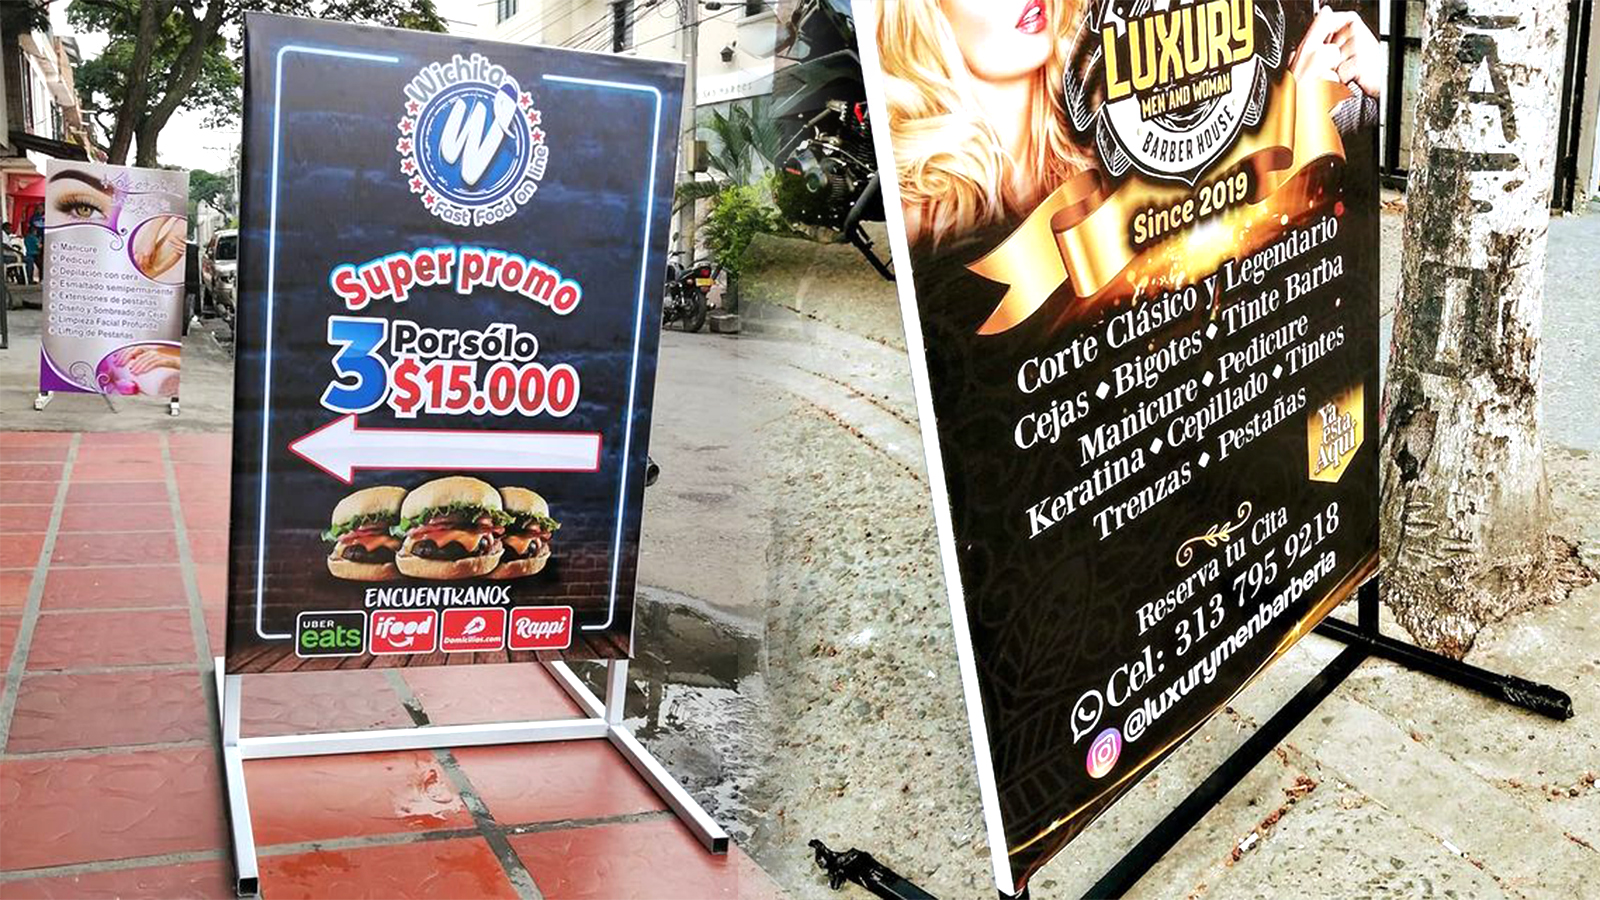 Manicure
Pedicure
Depilacion con cera
Esmaltado semipermanente
Extensiones de pestañas
Diseño y Sombreado de Cejas
Limpieza Facial Profunda
Lifting de Pestañas
Wichita
W
Fast Food on line
Super promo
3 Por sólo
$15.000
ENCUENTRANOS
UBER eats
ifood
Domicilios.com
Rappi
LUXURY
MEN AND WOMAN
BARBER HOUSE
Since 2019
Corte Clásico y Legendario
Cejas ◆ Bigotes ◆ Tinte Barba
Manicure ◆ Pedicure
Keratina ◆ Cepillado ◆ Tintes
Trenzas ◆ Pestañas
Ya
esta
Aquí
Reserva tu Cita
Cel: 313 795 9218
@luxurymenbarberia